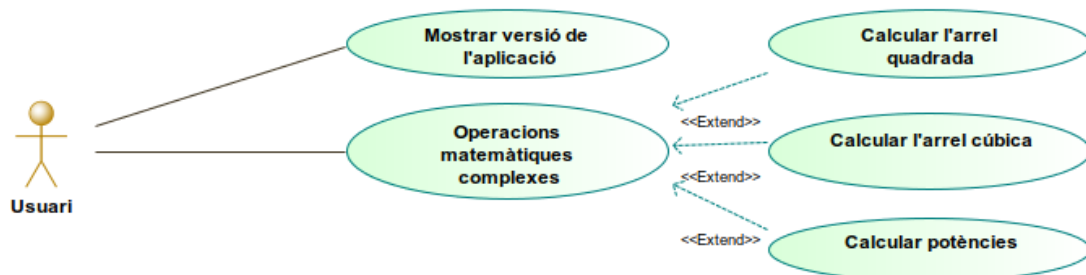 Mostrar versió de
l'aplicació
Calcular l'arrel
quadrada
<<Extend>>
Operacions
matemàtiques
complexes
Calcular l'arrel cúbica
<<Extend>>
Usuari
<<Extend>>
Calcular potències